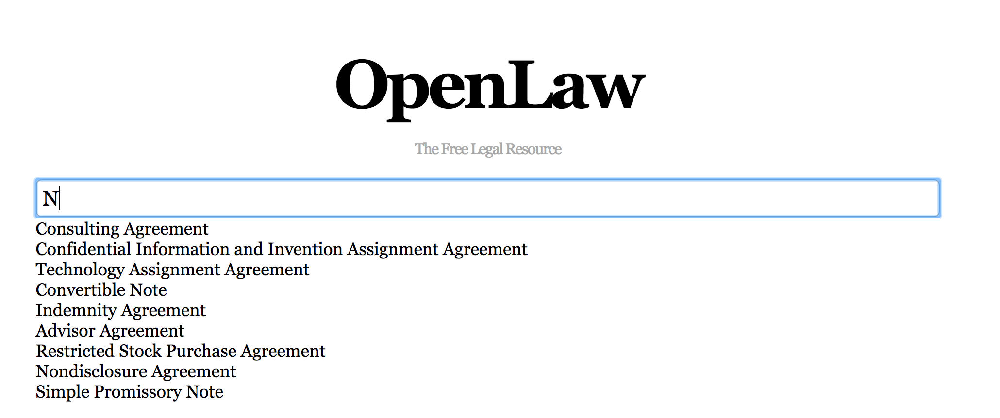 OpenLaw
The Free Legal Resource
N
Consulting Agreement
Confidential Information and Invention Assignment Agreement
Technology Assignment Agreement
Convertible Note
Indemnity Agreement
Advisor Agreement
Restricted Stock Purchase Agreement
Nondisclosure Agreement
Simple Promissory Note